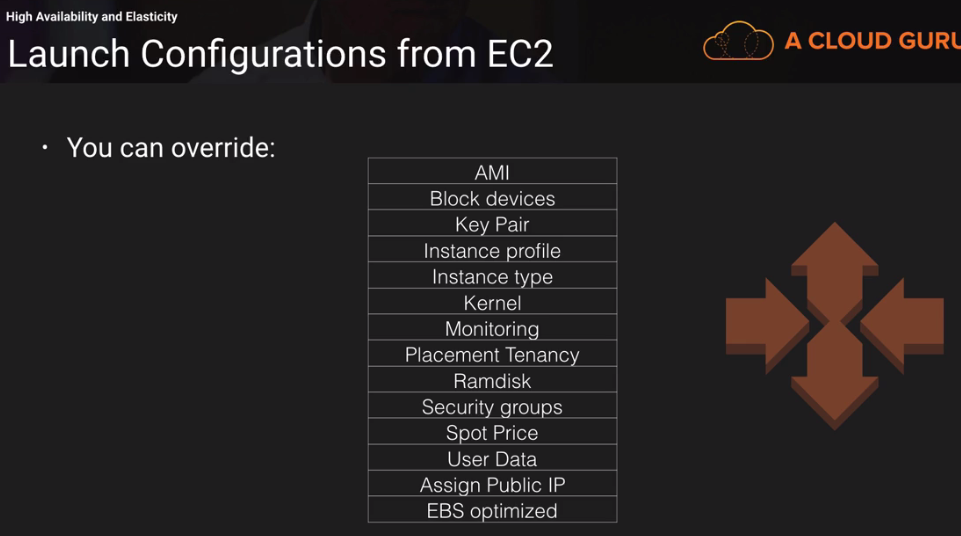 High Availability and Elasticity
Launch Configurations from EC2
A CLOUD GURU
• You can override:
AMI
Block devices
Key Pair
Instance profile
Instance type
Kernel
Monitoring
Placement Tenancy
Ramdisk
Security groups
Spot Price
User Data
Assign Public IP
EBS optimized